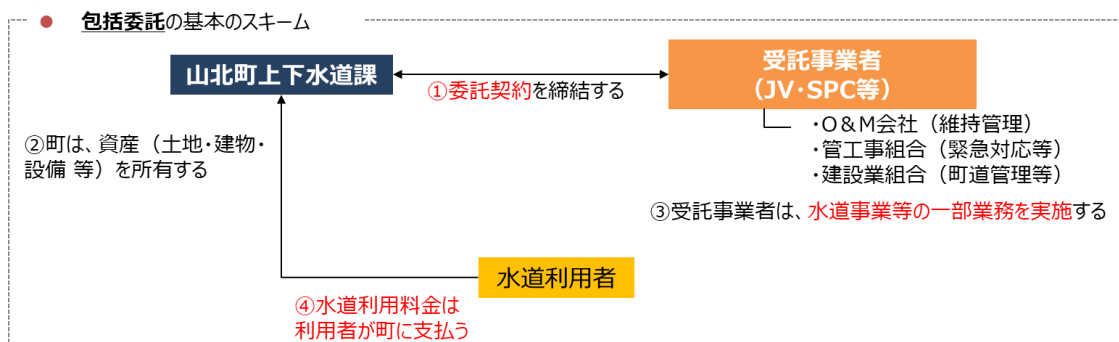 ● 包括委託の基本のスキーム
山北町上下水道課
①委託契約を締結する
受託事業者
（JV・SPC等）
・O＆M会社（維持管理）
・管工事組合（緊急対応等）
・建設業組合（町道管理等）
②町は、資産（土地・建物・
設備 等）を所有する
③受託事業者は、水道事業等の一部業務を実施する
水道利用者
④水道利用料金は
利用者が町に支払う